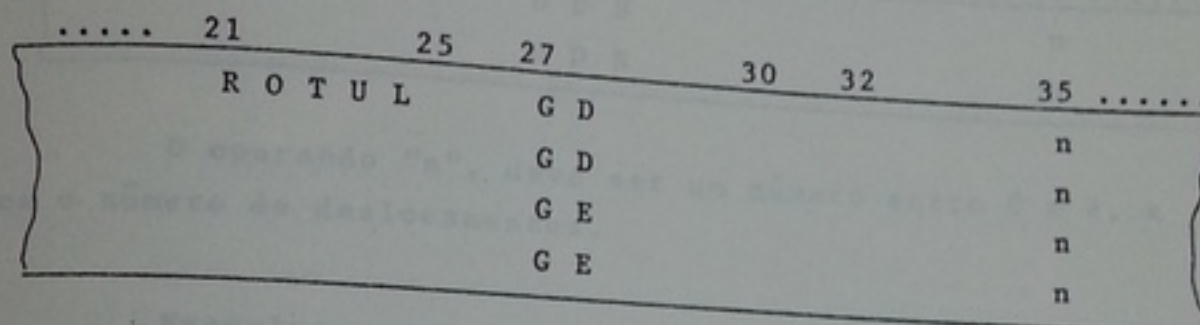 ..... 21 25 27 30 32 35 .....
R O T U L G D n
G D n
G E n
G E n